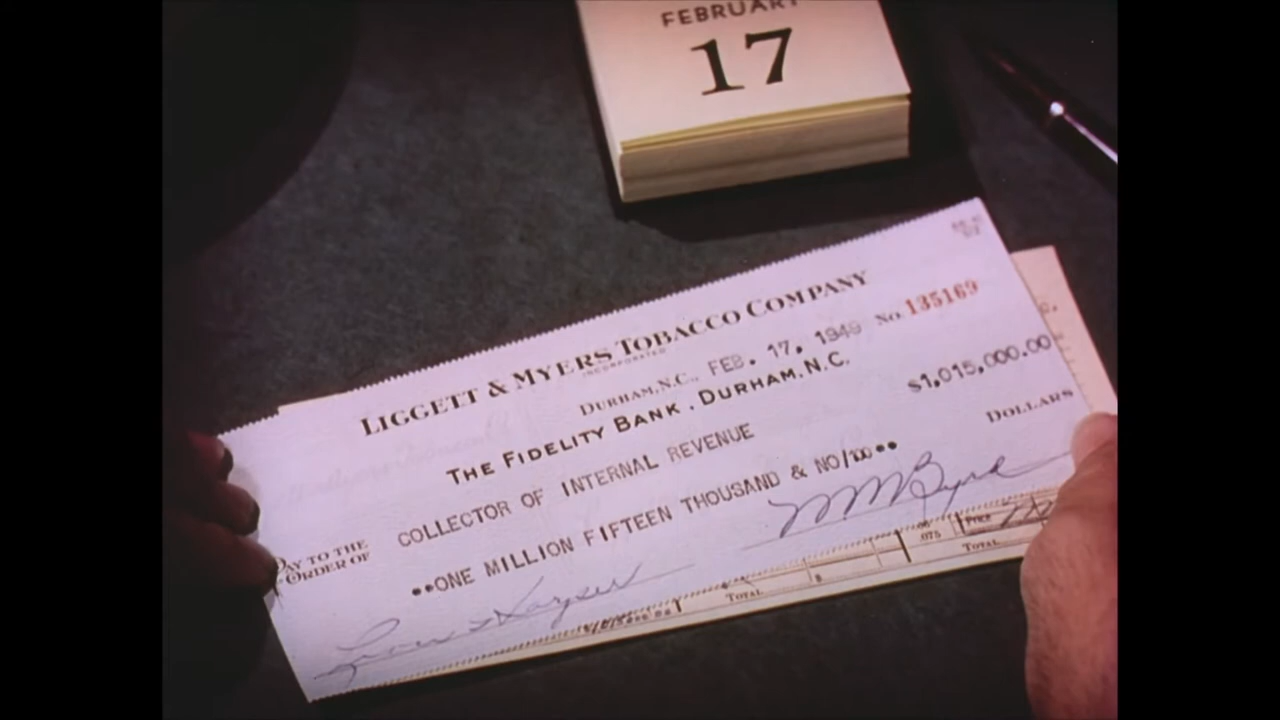 FEBRUARY
17
LIGGETT & MYERS TOBACCO COMPANY
INCORPORATED
DURHAM, N.C., FEB. 17, 1949 No 135169
THE FIDELITY BANK, DURHAM, N.C.
$1,015,000.00
PAY TO THE ORDER OF COLLECTOR OF INTERNAL REVENUE
DOLLARS
••ONE MILLION FIFTEEN THOUSAND & NO/100••
TOTAL
$
.075
PRICE
TOTAL